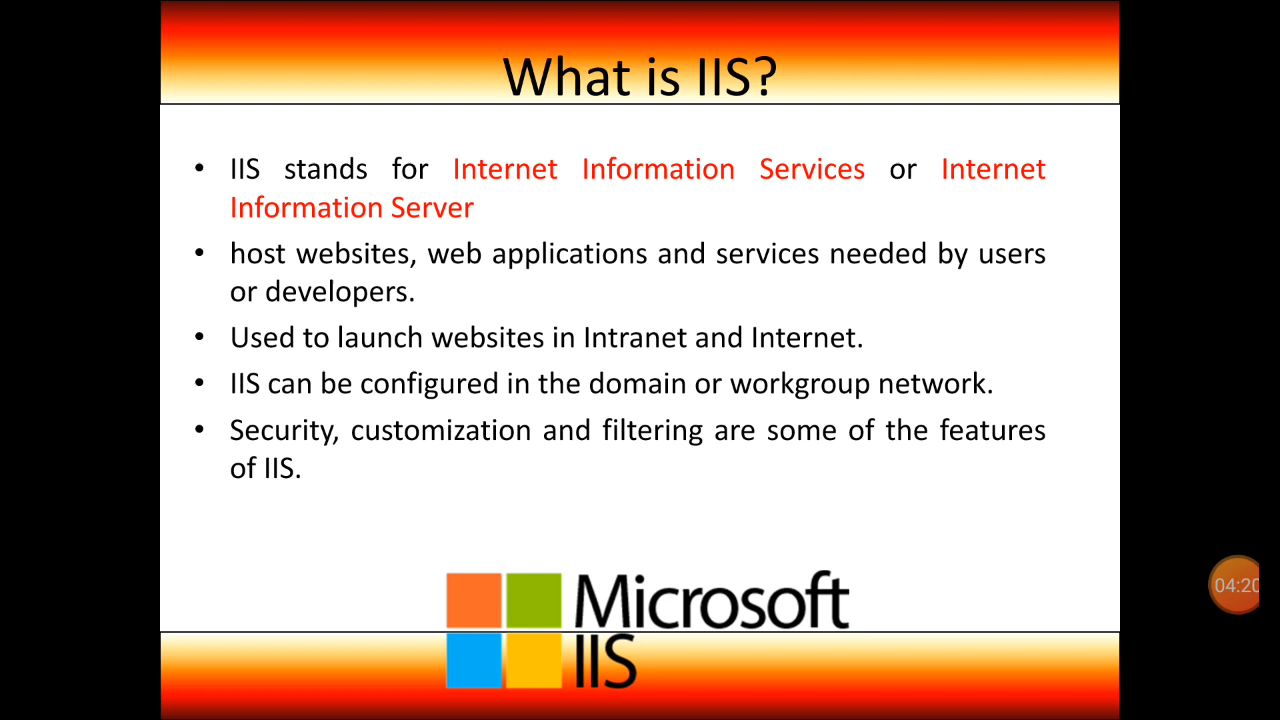 What is IIS?
• IIS stands for Internet Information Services or Internet
Information Server
• host websites, web applications and services needed by users
or developers.
• Used to launch websites in Intranet and Internet.
• IIS can be configured in the domain or workgroup network.
• Security, customization and filtering are some of the features
of IIS.
Microsoft
IIS
04:20